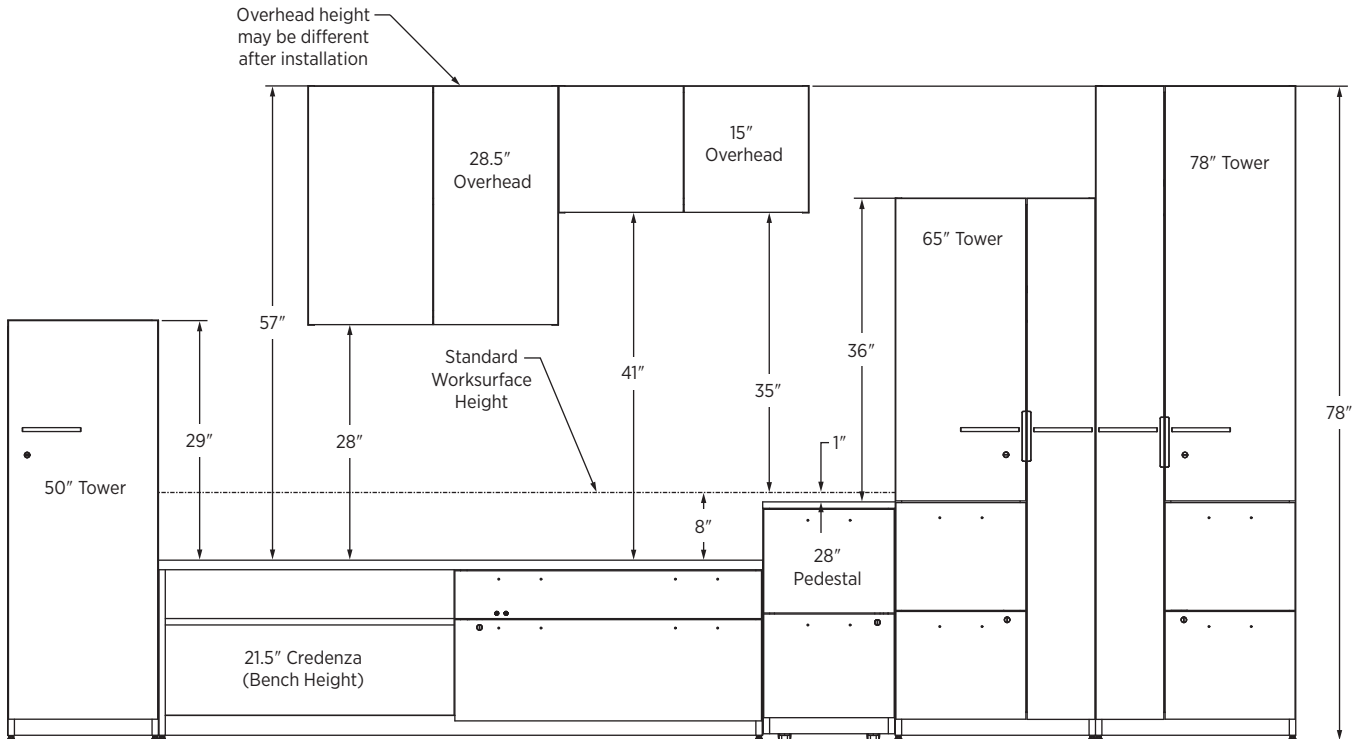 Overhead height
may be different
after installation
28.5″
Overhead
15″
Overhead
78″ Tower
65″ Tower
57″
Standard
Worksurface
Height
41″
35″
36″
78″
29″
28″
1″
50″ Tower
8″
28″
Pedestal
21.5″ Credenza
(Bench Height)